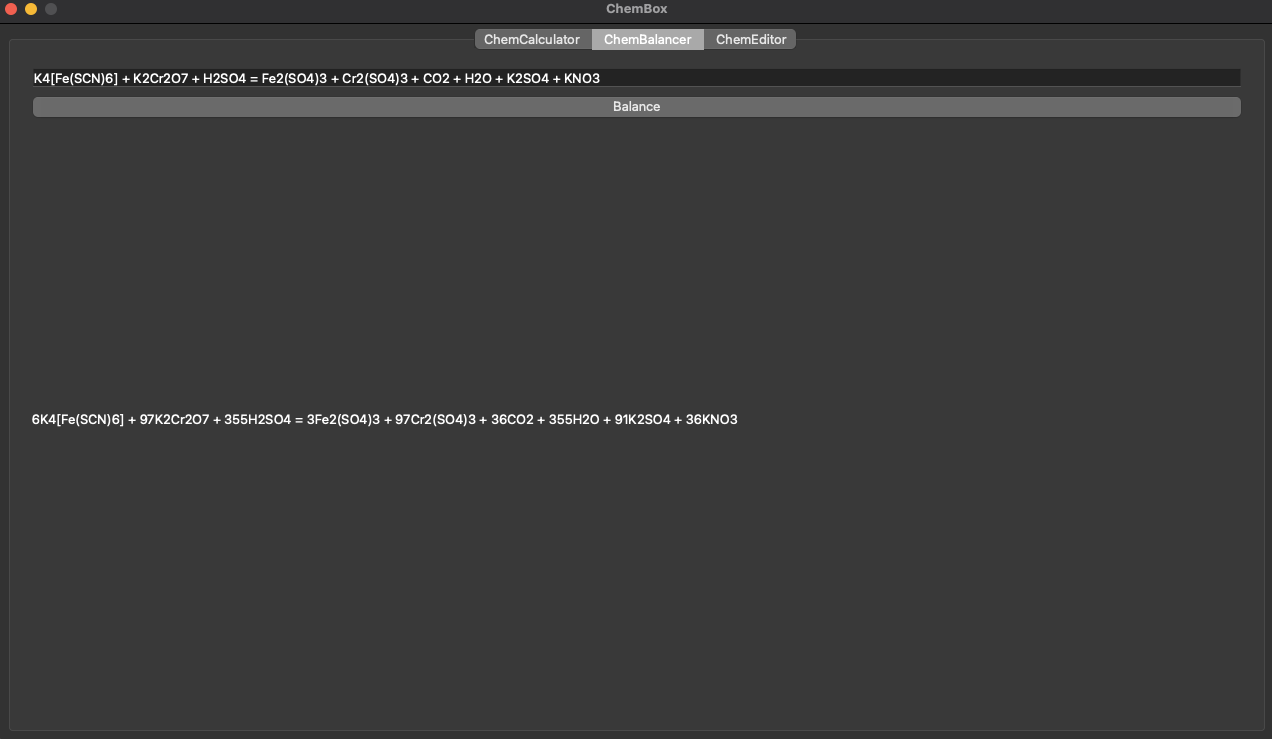 ChemBox
ChemCalculator ChemBalancer ChemEditor
K4[Fe(SCN)6] + K2Cr2O7 + H2SO4 = Fe2(SO4)3 + Cr2(SO4)3 + CO2 + H2O + K2SO4 + KNO3
Balance
6K4[Fe(SCN)6] + 97K2Cr2O7 + 355H2SO4 = 3Fe2(SO4)3 + 97Cr2(SO4)3 + 36CO2 + 355H2O + 91K2SO4 + 36KNO3